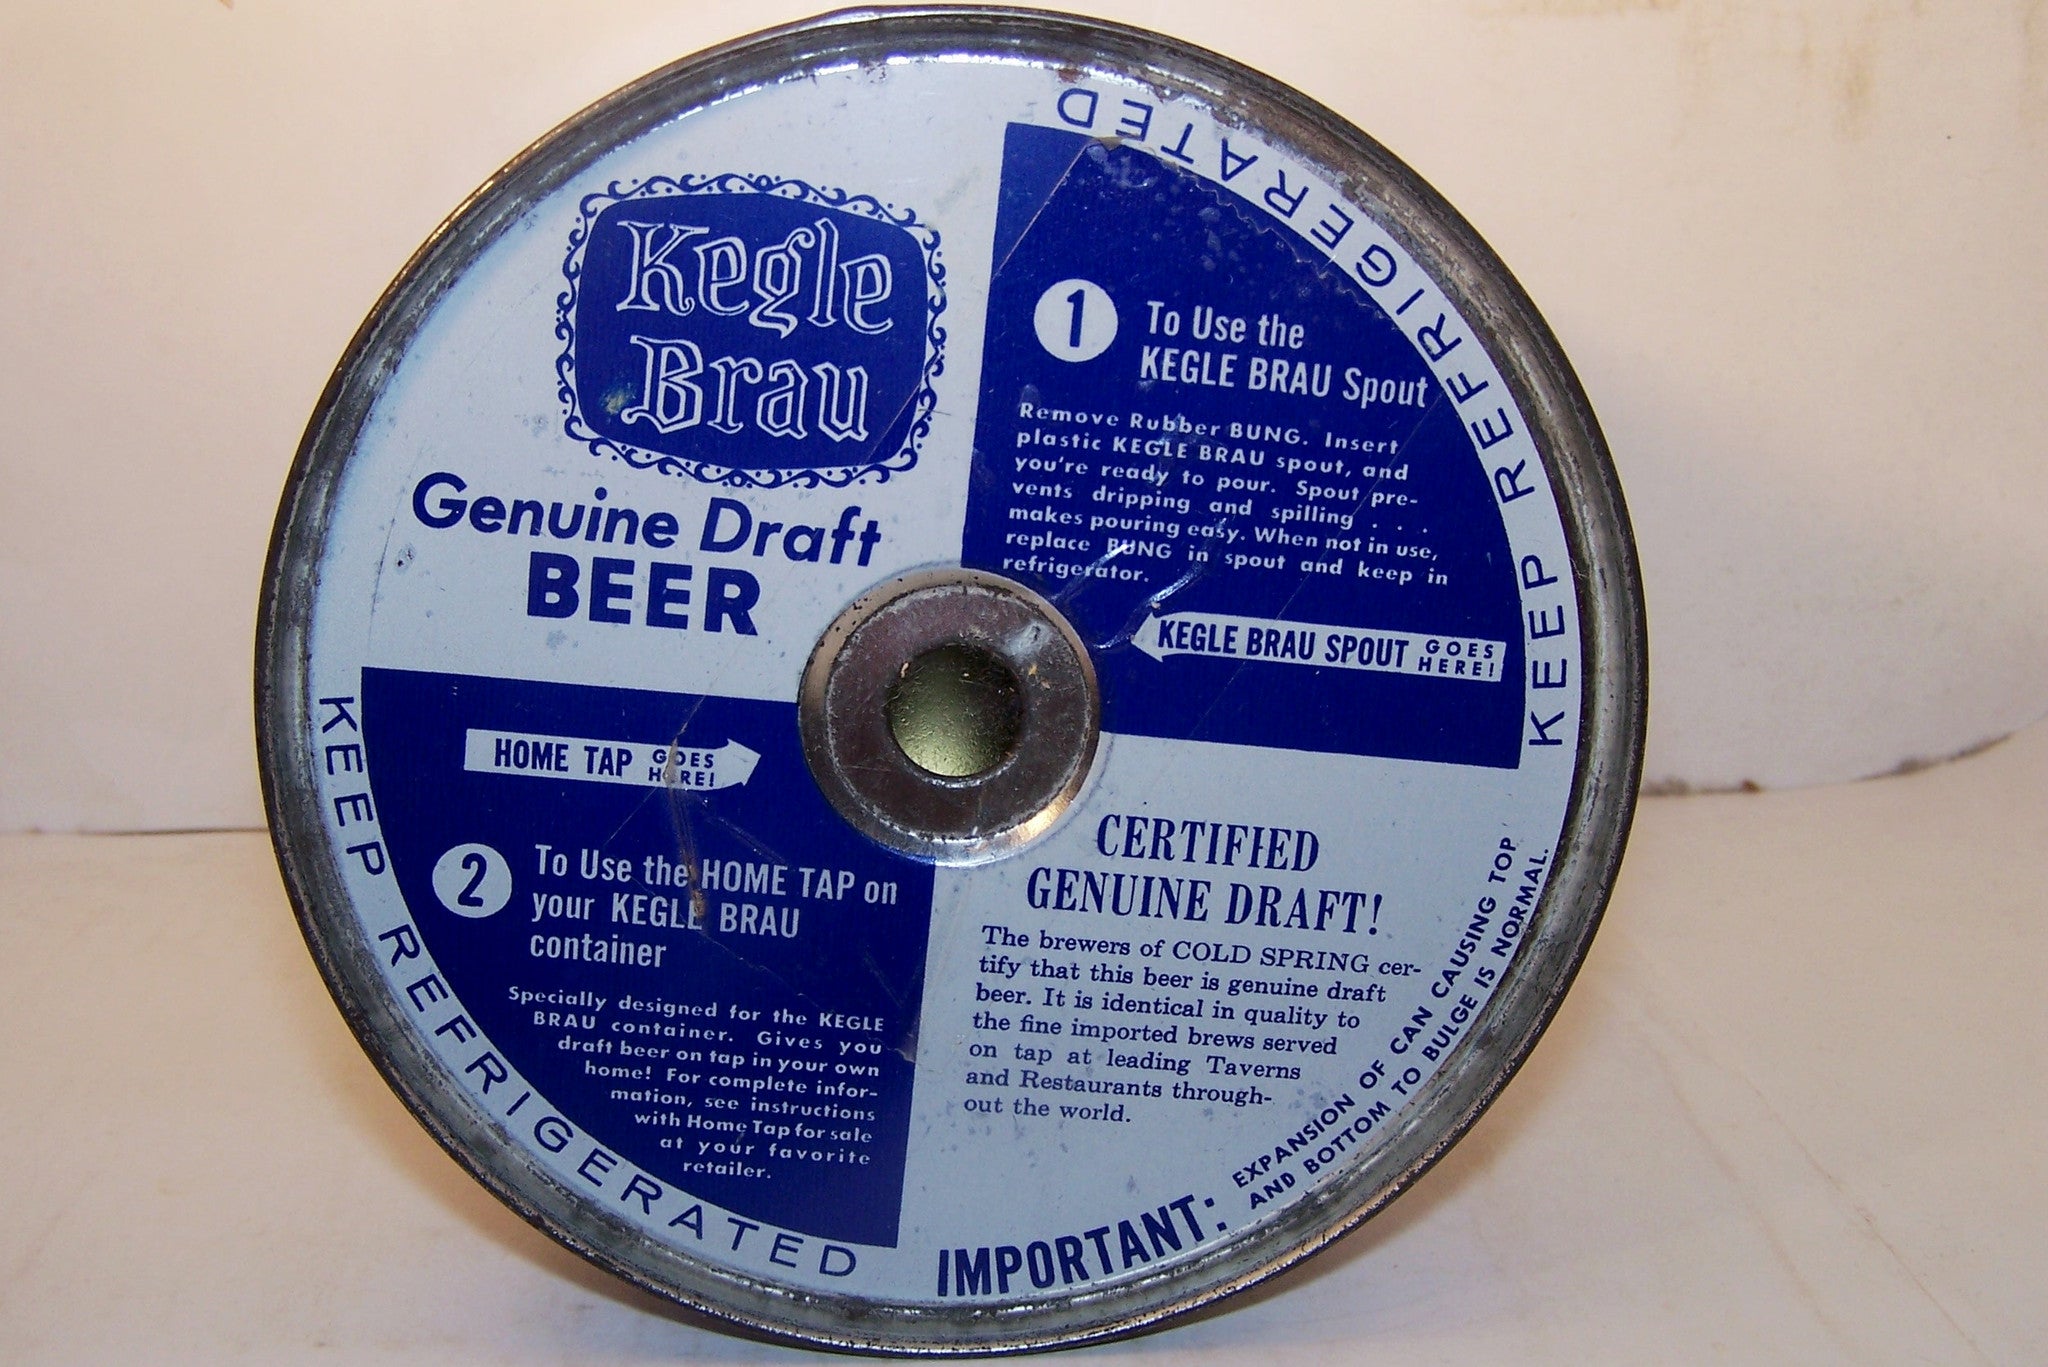 Kegle
Brau
Genuine Draft
BEER
KEEP REFRIGERATED
1
To Use the
KEGLE BRAU Spout
Remove Rubber BUNG. Insert
plastic KEGLE BRAU spout, and
you're ready to pour. Spout pre-
vents dripping and spilling . . .
makes pouring easy. When not in use,
replace BUNG in spout and keep in
refrigerator.
KEGLE BRAU SPOUT GOES
HERE!
HOME TAP GOES
HERE!
2
To Use the HOME TAP on
your KEGLE BRAU
container
Specially designed for the KEGLE
BRAU container. Gives you
draft beer on tap in your own
home! For complete infor-
mation, see instructions
with Home Tap for sale
at your favorite
retailer.
KEEP REFRIGERATED
CERTIFIED
GENUINE DRAFT!
The brewers of COLD SPRING cer-
tify that this beer is genuine draft
beer. It is identical in quality to
the fine imported brews served
on tap at leading Taverns
and Restaurants through-
out the world.
IMPORTANT: EXPANSION OF CAN CAUSING TOP
AND BOTTOM TO BULGE IS NORMAL.